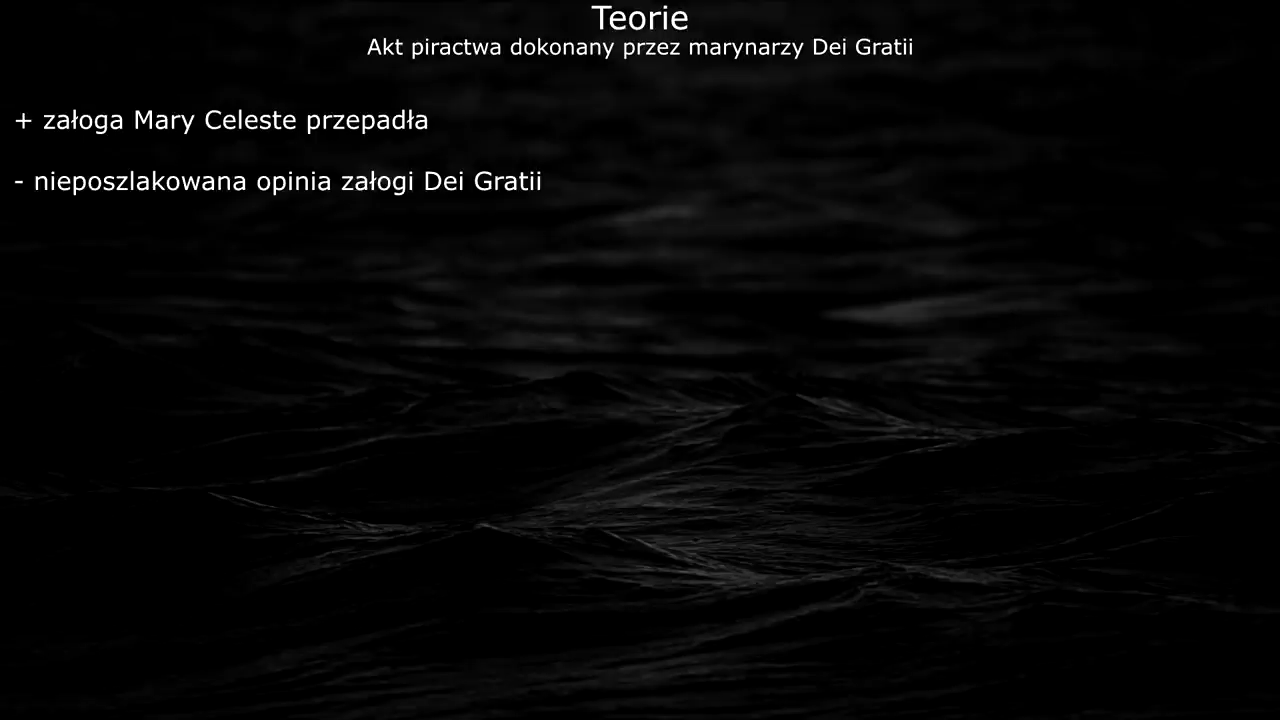 Teorie
Akt piractwa dokonany przez marynarzy Dei Gratii
+ załoga Mary Celeste przepadła
- nieposzlakowana opinia załogi Dei Gratii